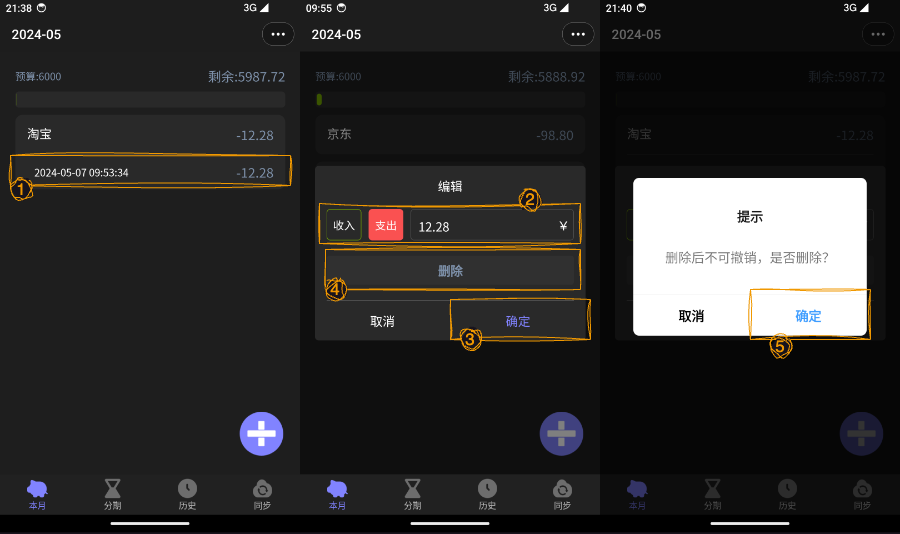 21:38
3G
2024-05
预算:6000
剩余:5987.72
淘宝
-12.28
2024-05-07 09:53:34
-12.28
①
本月
分期
历史
同步
09:55
3G
2024-05
预算:6000
剩余:5888.92
京东
-98.80
编辑
②
收入
支出
12.28
¥
删除
④
取消
确定
③
本月
分期
历史
同步
21:40
3G
2024-05
预算:6000
剩余:5987.72
淘宝
-12.28
提示
删除后不可撤销，是否删除？
取消
确定
⑤
本月
分期
历史
同步